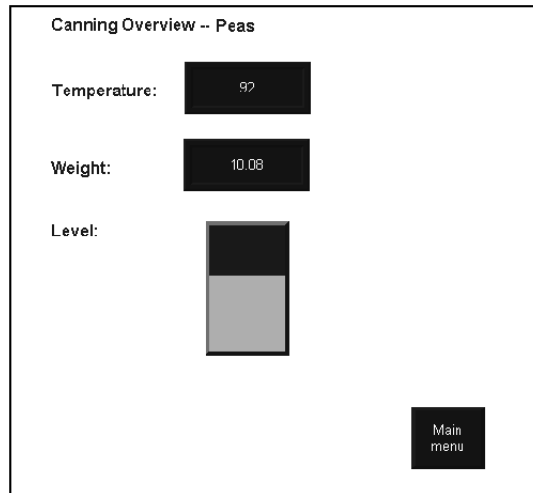 Canning Overview -- Peas
Temperature:
92
Weight:
10.08
Level:
Main
menu